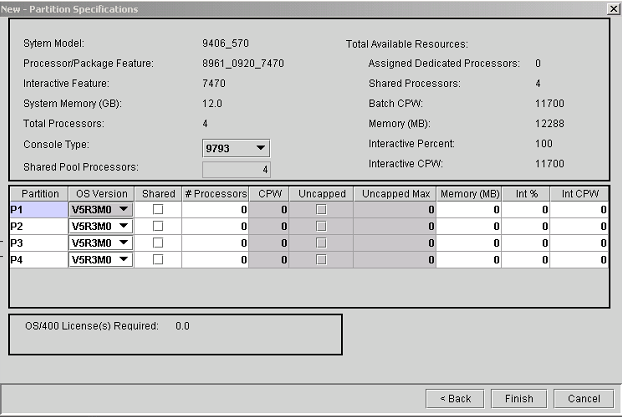 New - Partition Specifications
Sytem Model: 9406_570 Total Available Resources:
Processor/Package Feature: 8961_0920_7470 Assigned Dedicated Processors: 0
Interactive Feature: 7470 Shared Processors: 4
System Memory (GB): 12.0 Batch CPW: 11700
Total Processors: 4 Memory (MB): 12288
Console Type: 9793 Interactive Percent: 100
Shared Pool Processors: 4 Interactive CPW: 11700
Partition OS Version Shared # Processors CPW Uncapped Uncapped Max Memory (MB) Int % Int CPW
P1 V5R3M0 0 0 0 0 0 0
P2 V5R3M0 0 0 0 0 0 0
P3 V5R3M0 0 0 0 0 0 0
P4 V5R3M0 0 0 0 0 0 0
OS/400 License(s) Required: 0.0
< Back Finish Cancel